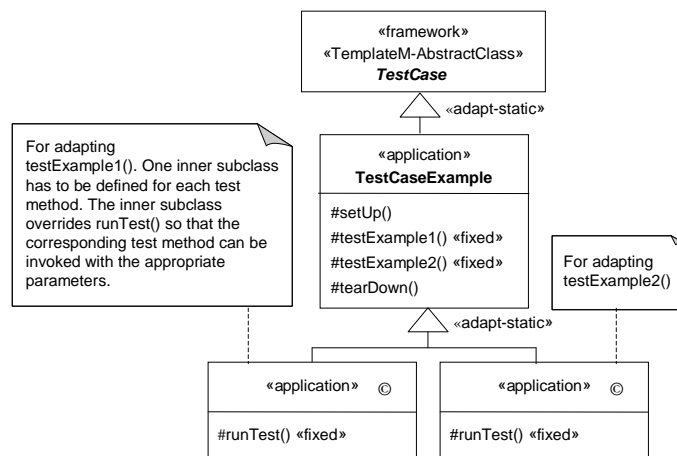 «framework»
«TemplateM-AbstractClass»
TestCase
«adapt-static»
For adapting
testExample1(). One inner subclass
has to be defined for each test
method. The inner subclass
overrides runTest() so that the
corresponding test method can be
invoked with the appropriate
parameters.
«application»
TestCaseExample
#setUp()
#testExample1() «fixed»
#testExample2() «fixed»
#tearDown()
For adapting
testExample2()
«adapt-static»
«application» ©
#runTest() «fixed»
«application» ©
#runTest() «fixed»